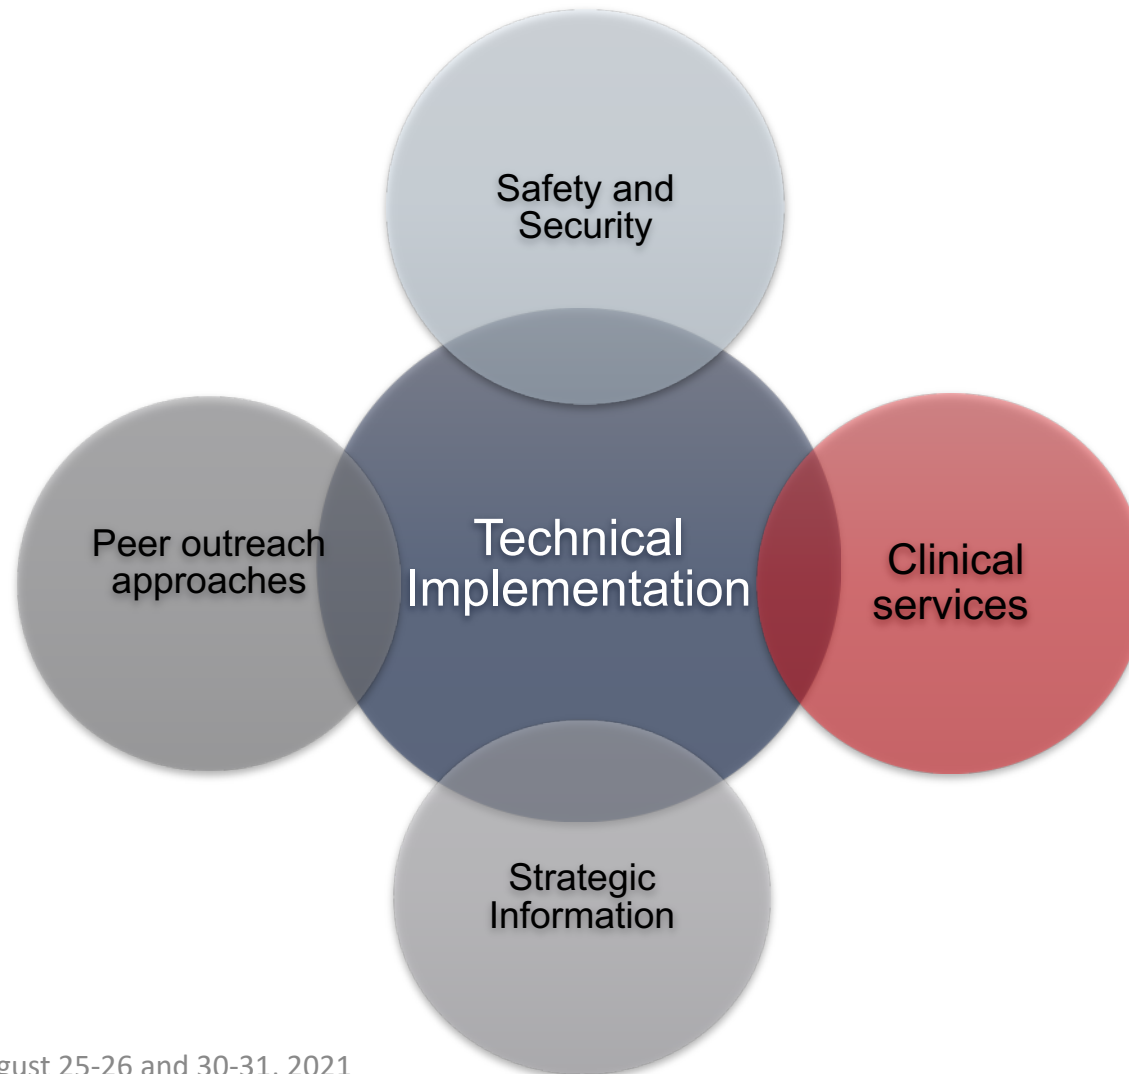 Safety and
Security
Peer outreach
approaches
Technical
Implementation
Clinical
services
Strategic
Information
gust 25-26 and 30-31, 2021